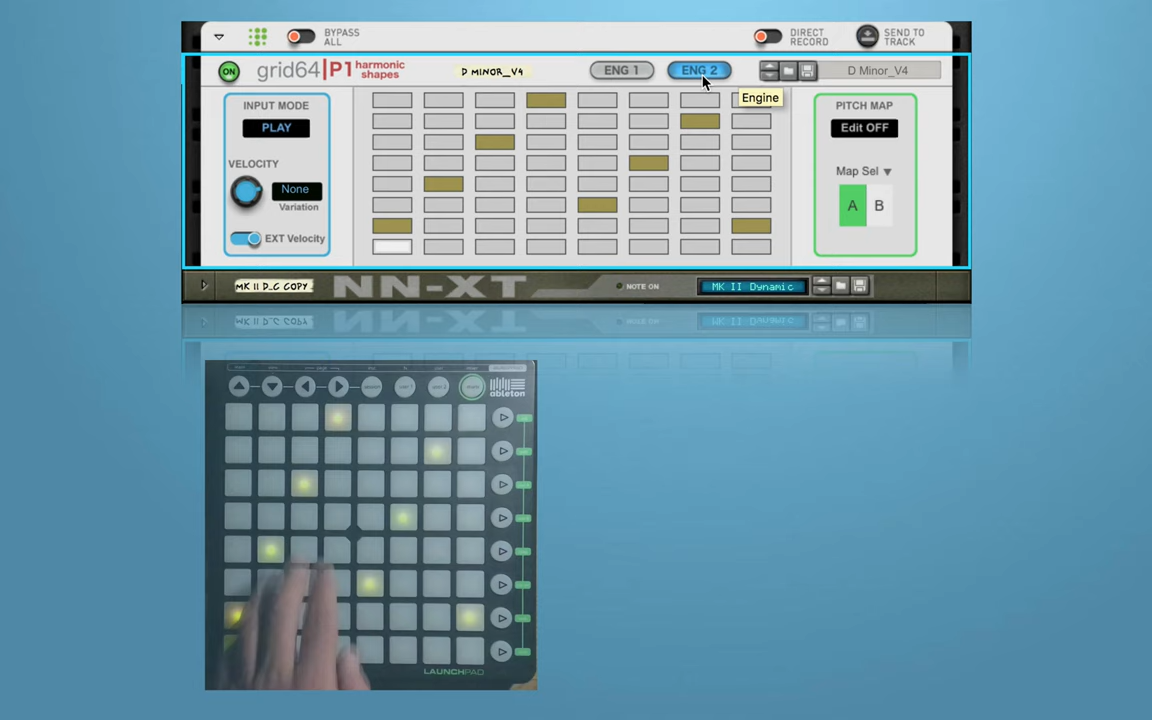 BYPASS
ALL
DIRECT
RECORD
SEND TO
TRACK
ON
grid64|P1 harmonic
shapes
D MINOR_V4
ENG 1
ENG 2
D Minor_V4
Engine
INPUT MODE
PLAY
VELOCITY
None
Variation
EXT Velocity
PITCH MAP
Edit OFF
Map Sel
A
B
MK II D_C COPY
NN-XT
NOTE ON
MK II Dynamic
ableton
LAUNCHPAD